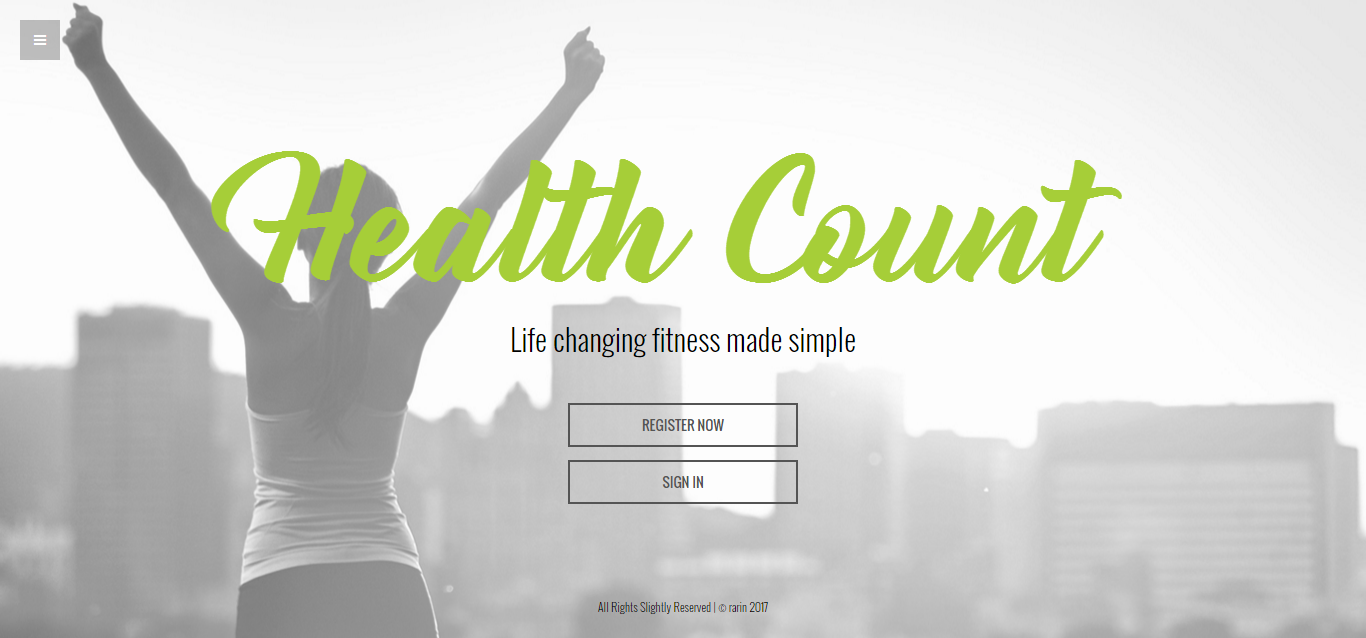 Health Count
Life changing fitness made simple
REGISTER NOW
SIGN IN
All Rights Slightly Reserved | © rarin 2017